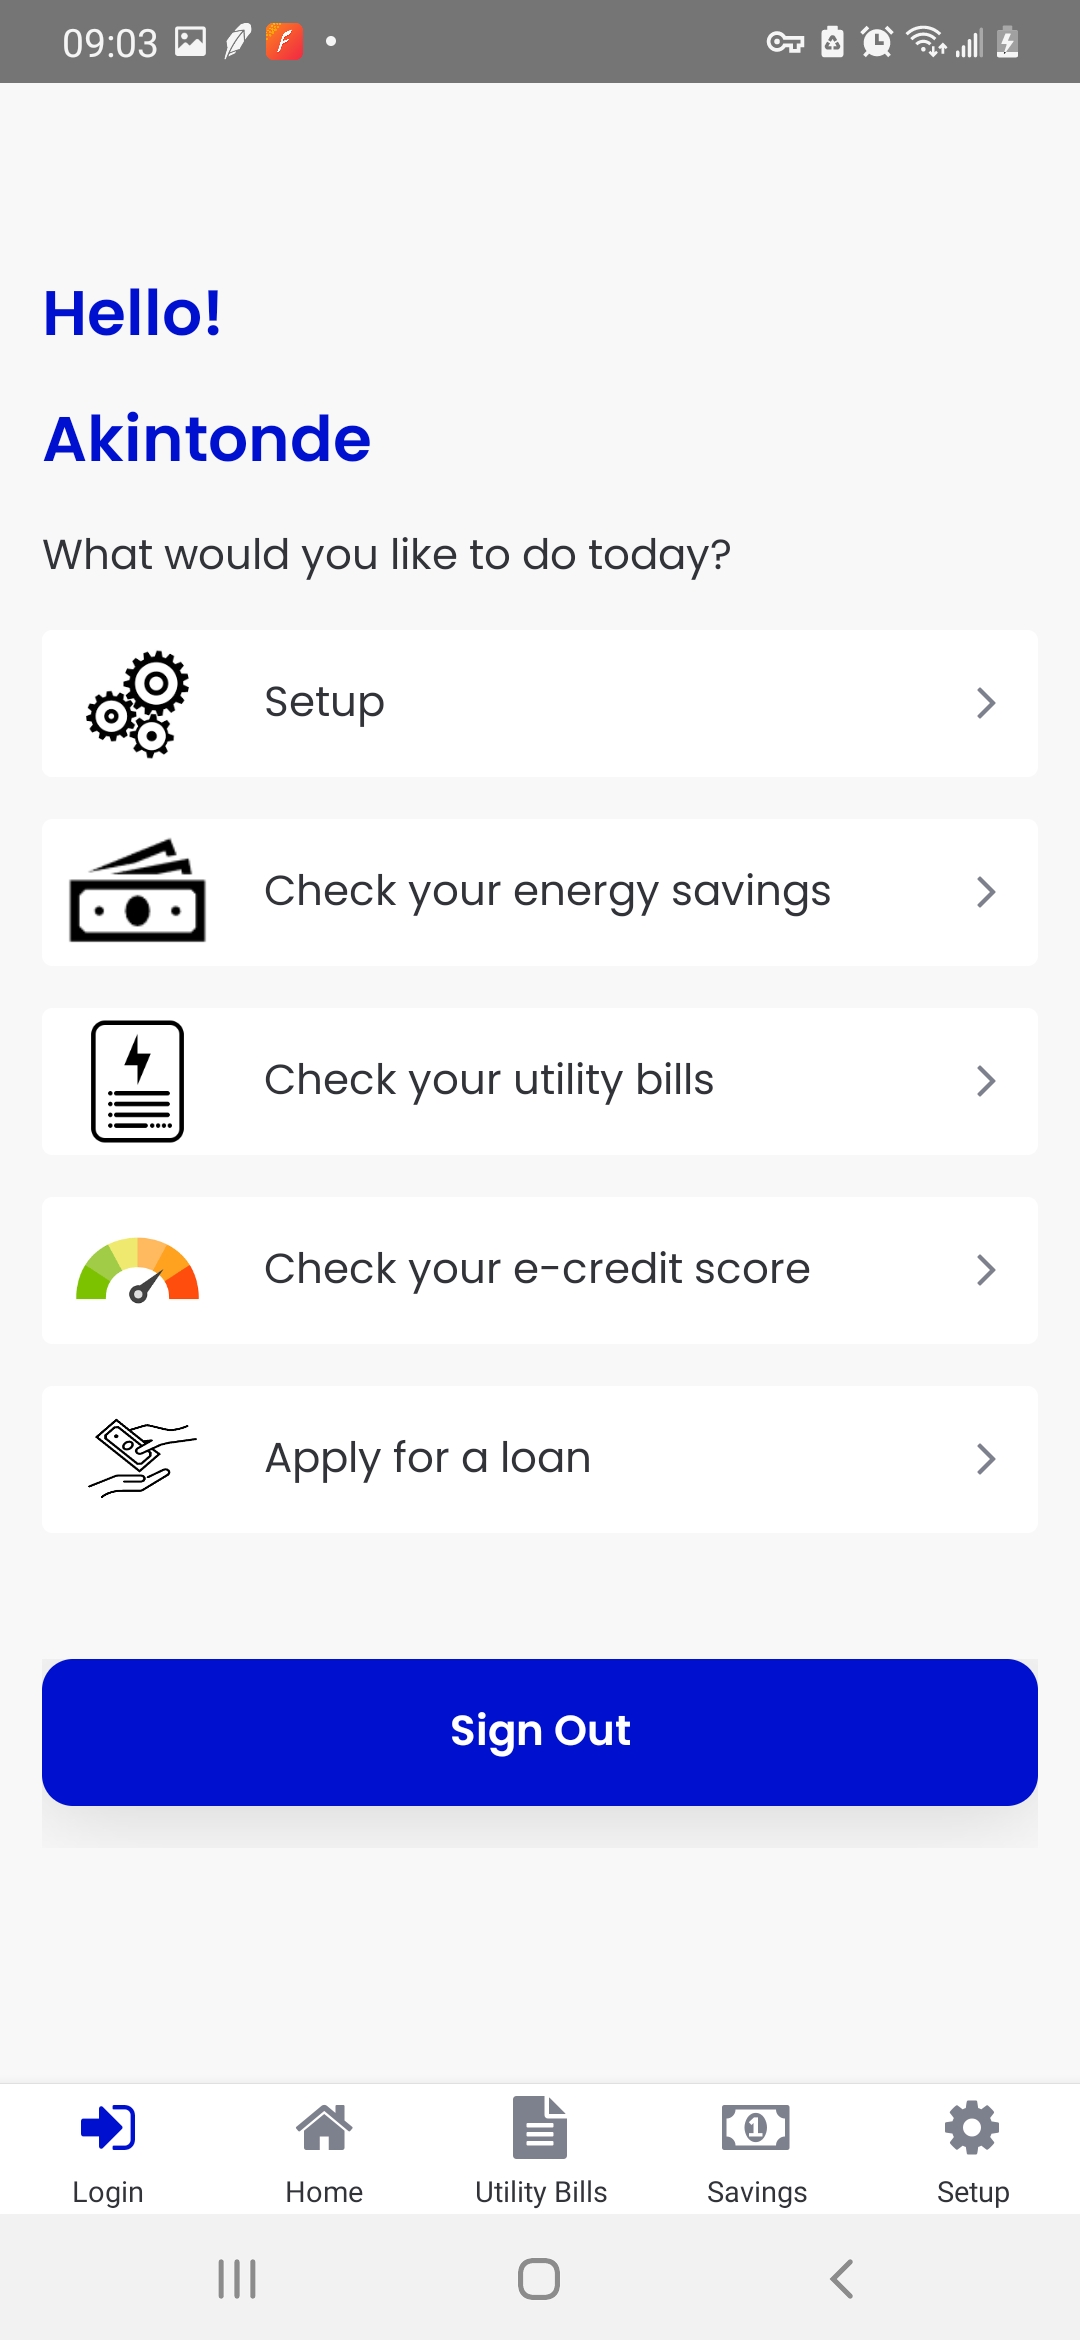 09:03
Hello!
Akintonde
What would you like to do today?
Setup
Check your energy savings
Check your utility bills
Check your e-credit score
Apply for a loan
Sign Out
Login
Home
Utility Bills
Savings
Setup